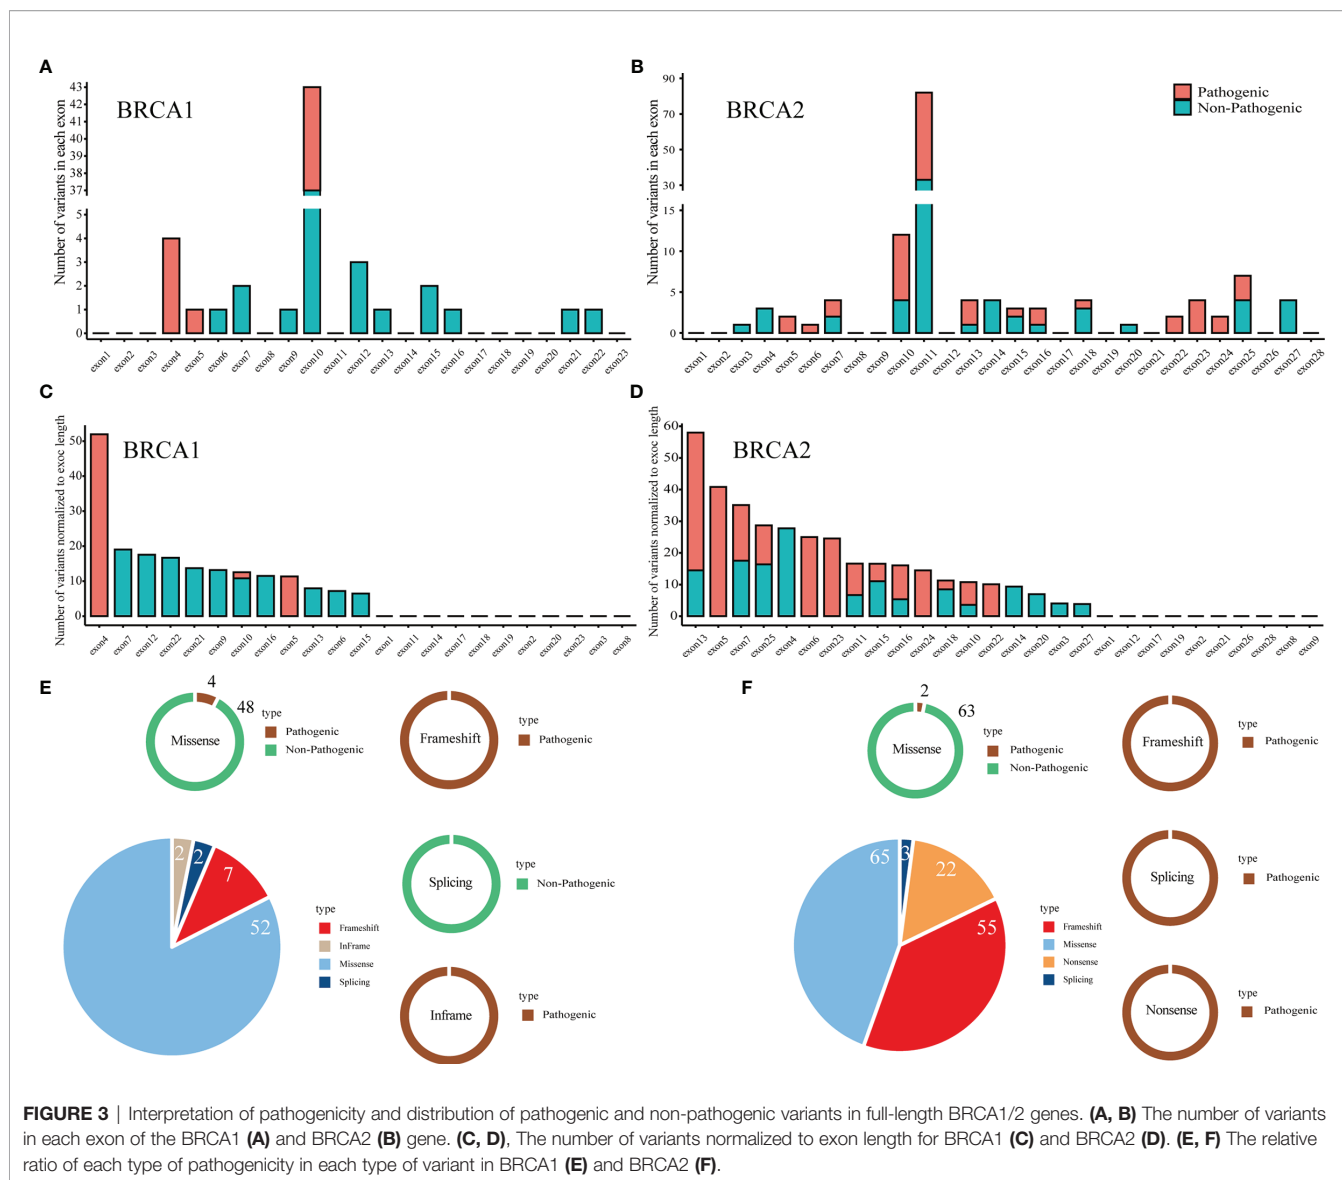 A
Number of variants in each exon
BRCA1
43
42
41
40
39
38
37
5
4
3
2
1
0
exon1
exon2
exon3
exon4
exon5
exon6
exon7
exon8
exon9
exon10
exon11
exon12
exon13
exon14
exon15
exon16
exon17
exon18
exon19
exon20
exon21
exon22
exon23
B
Number of variants in each exon
BRCA2
90
70
50
30
15
10
5
0
Pathogenic
Non-Pathogenic
exon1
exon2
exon3
exon4
exon5
exon6
exon7
exon8
exon9
exon10
exon11
exon12
exon13
exon14
exon15
exon16
exon17
exon18
exon19
exon20
exon21
exon22
exon23
exon24
exon25
exon26
exon27
exon28
C
Number of variants normalized to exoc length
BRCA1
50
40
30
20
10
0
exon4
exon7
exon12
exon22
exon21
exon9
exon10
exon16
exon5
exon13
exon6
exon15
exon1
exon11
exon14
exon17
exon18
exon19
exon2
exon20
exon23
exon3
exon8
D
Number of variants normalized to exoc length
BRCA2
60
50
40
30
20
10
0
exon13
exon5
exon7
exon25
exon4
exon6
exon23
exon11
exon15
exon16
exon24
exon18
exon10
exon22
exon14
exon20
exon3
exon27
exon1
exon12
exon17
exon19
exon2
exon21
exon26
exon28
exon8
exon9
E
4
48
Missense
type
Pathogenic
Non-Pathogenic
Frameshift
type
Pathogenic
2
2
7
52
type
Frameshift
InFrame
Missense
Splicing
Splicing
type
Non-Pathogenic
Inframe
type
Pathogenic
F
2
63
Missense
type
Pathogenic
Non-Pathogenic
Frameshift
type
Pathogenic
65
3
22
55
type
Frameshift
Missense
Nonsense
Splicing
Splicing
type
Pathogenic
Nonsense
type
Pathogenic
FIGURE 3 | Interpretation of pathogenicity and distribution of pathogenic and non-pathogenic variants in full-length BRCA1/2 genes. (A, B) The number of variants
in each exon of the BRCA1 (A) and BRCA2 (B) gene. (C, D), The number of variants normalized to exon length for BRCA1 (C) and BRCA2 (D). (E, F) The relative
ratio of each type of pathogenicity in each type of variant in BRCA1 (E) and BRCA2 (F).